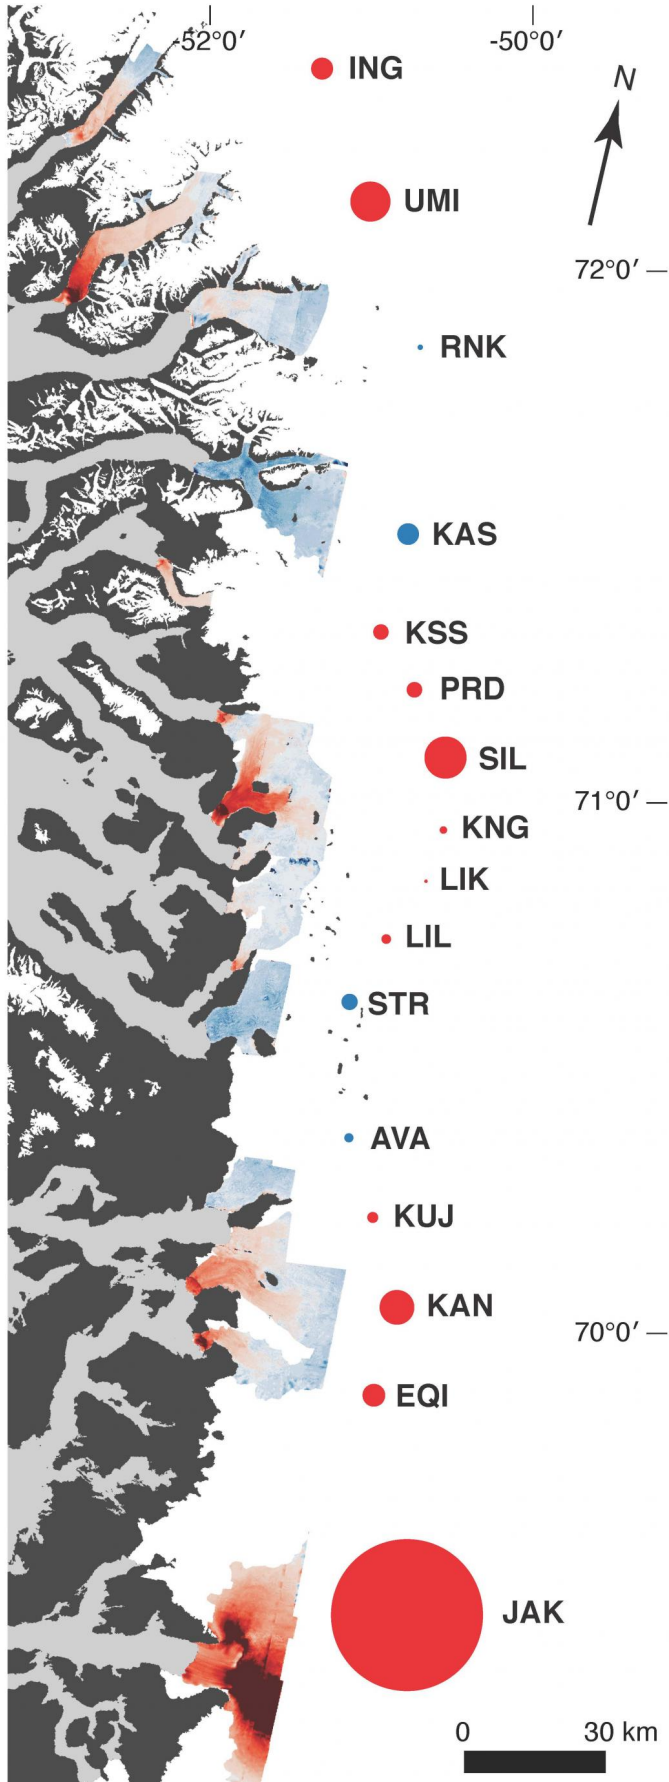 -52°0′
-50°0′
ING
N
UMI
72°0′
RNK
KAS
KSS
PRD
SIL
71°0′
KNG
LIK
LIL
STR
AVA
KUJ
KAN
70°0′
EQI
JAK
0 30 km